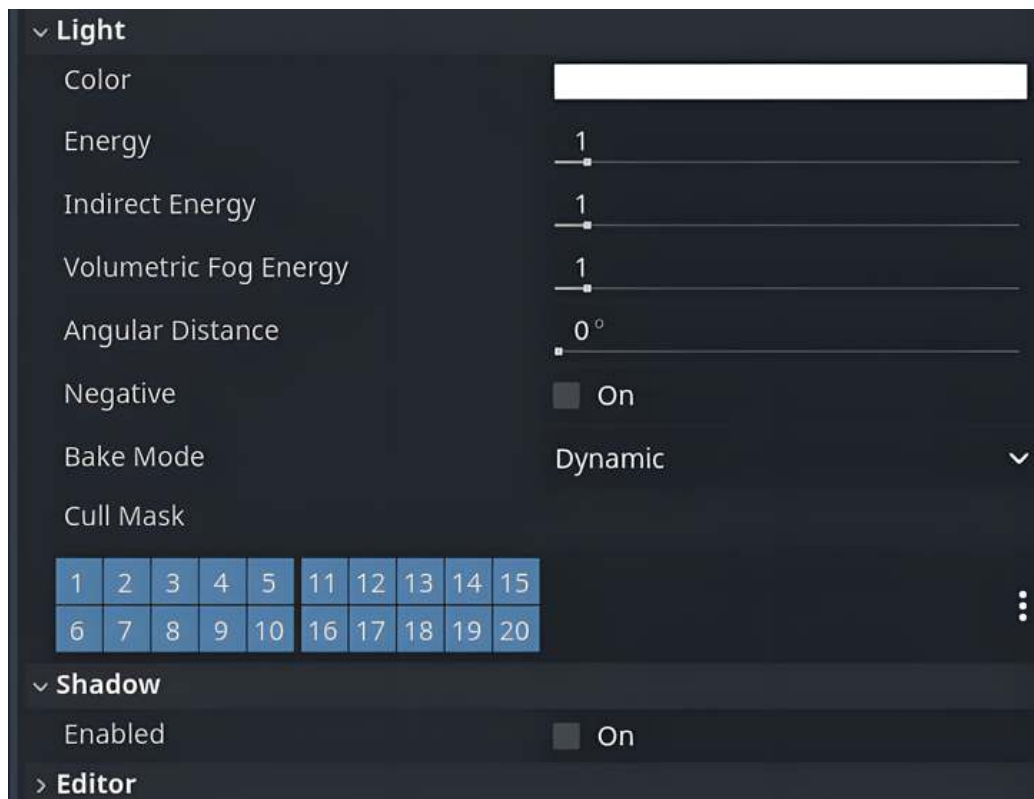 Light
Color
Energy 1
Indirect Energy 1
Volumetric Fog Energy 1
Angular Distance 0°
Negative On
Bake Mode Dynamic
Cull Mask
1 2 3 4 5 11 12 13 14 15
6 7 8 9 10 16 17 18 19 20
Shadow
Enabled On
Editor